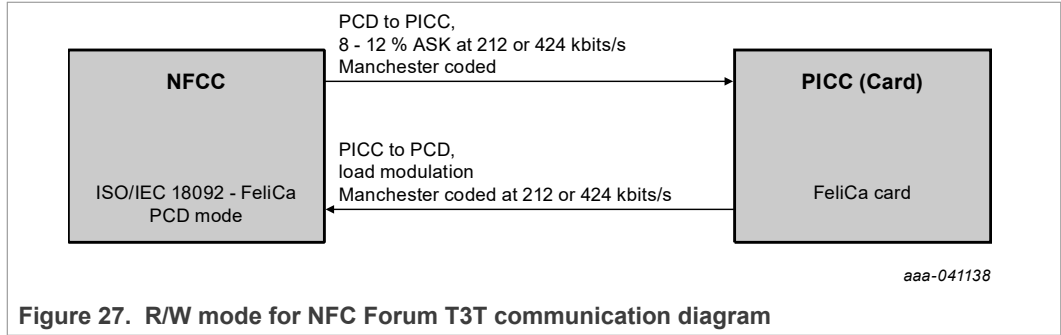 PCD to PICC,
8 - 12 % ASK at 212 or 424 kbits/s
Manchester coded
NFCC
PICC (Card)
PICC to PCD,
load modulation
Manchester coded at 212 or 424 kbits/s
ISO/IEC 18092 - FeliCa
PCD mode
FeliCa card
aaa-041138
Figure 27. R/W mode for NFC Forum T3T communication diagram